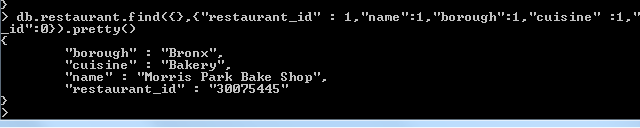 }
> db.restaurant.find({},{"restaurant_id" : 1,"name":1,"borough":1,"cuisine" :1,"
_id":0}).pretty()
{
"borough" : "Bronx",
"cuisine" : "Bakery",
"name" : "Morris Park Bake Shop",
"restaurant_id" : "30075445"
}
>